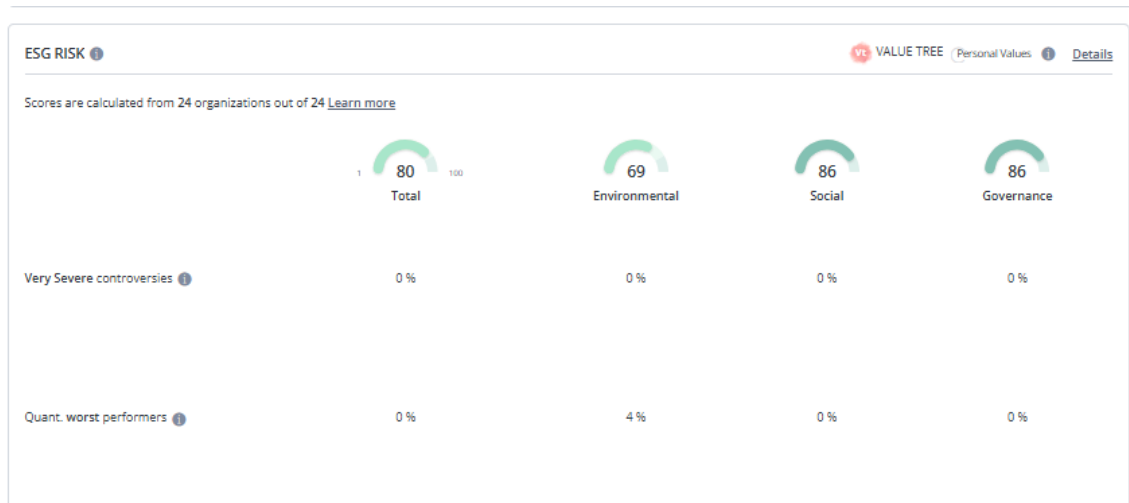 ESG RISK i Vt VALUE TREE Personal Values i Details
Scores are calculated from 24 organizations out of 24 Learn more
1 80 100 69 86 86
Total Environmental Social Governance
Very Severe controversies i 0 % 0 % 0 % 0 %
Quant. worst performers i 0 % 4 % 0 % 0 %